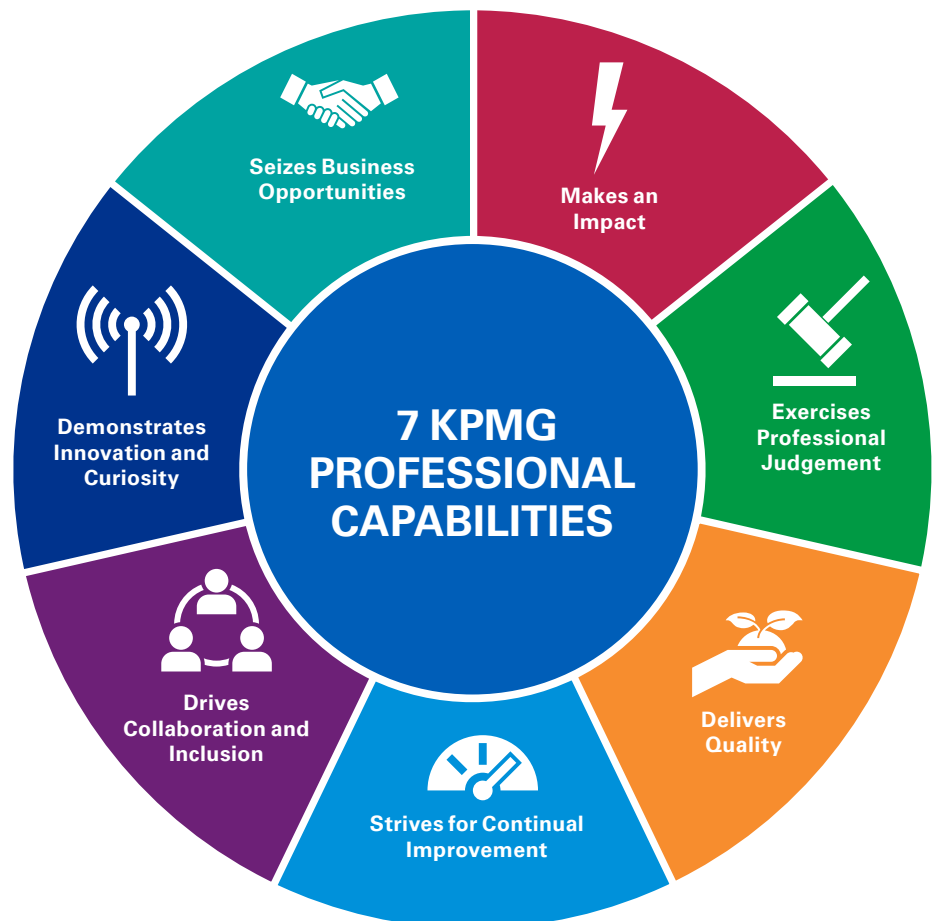 7 KPMG
PROFESSIONAL
CAPABILITIES
Makes an
Impact
Exercises
Professional
Judgement
Delivers
Quality
Strives for Continual
Improvement
Drives
Collaboration and
Inclusion
Demonstrates
Innovation and
Curiosity
Seizes Business
Opportunities